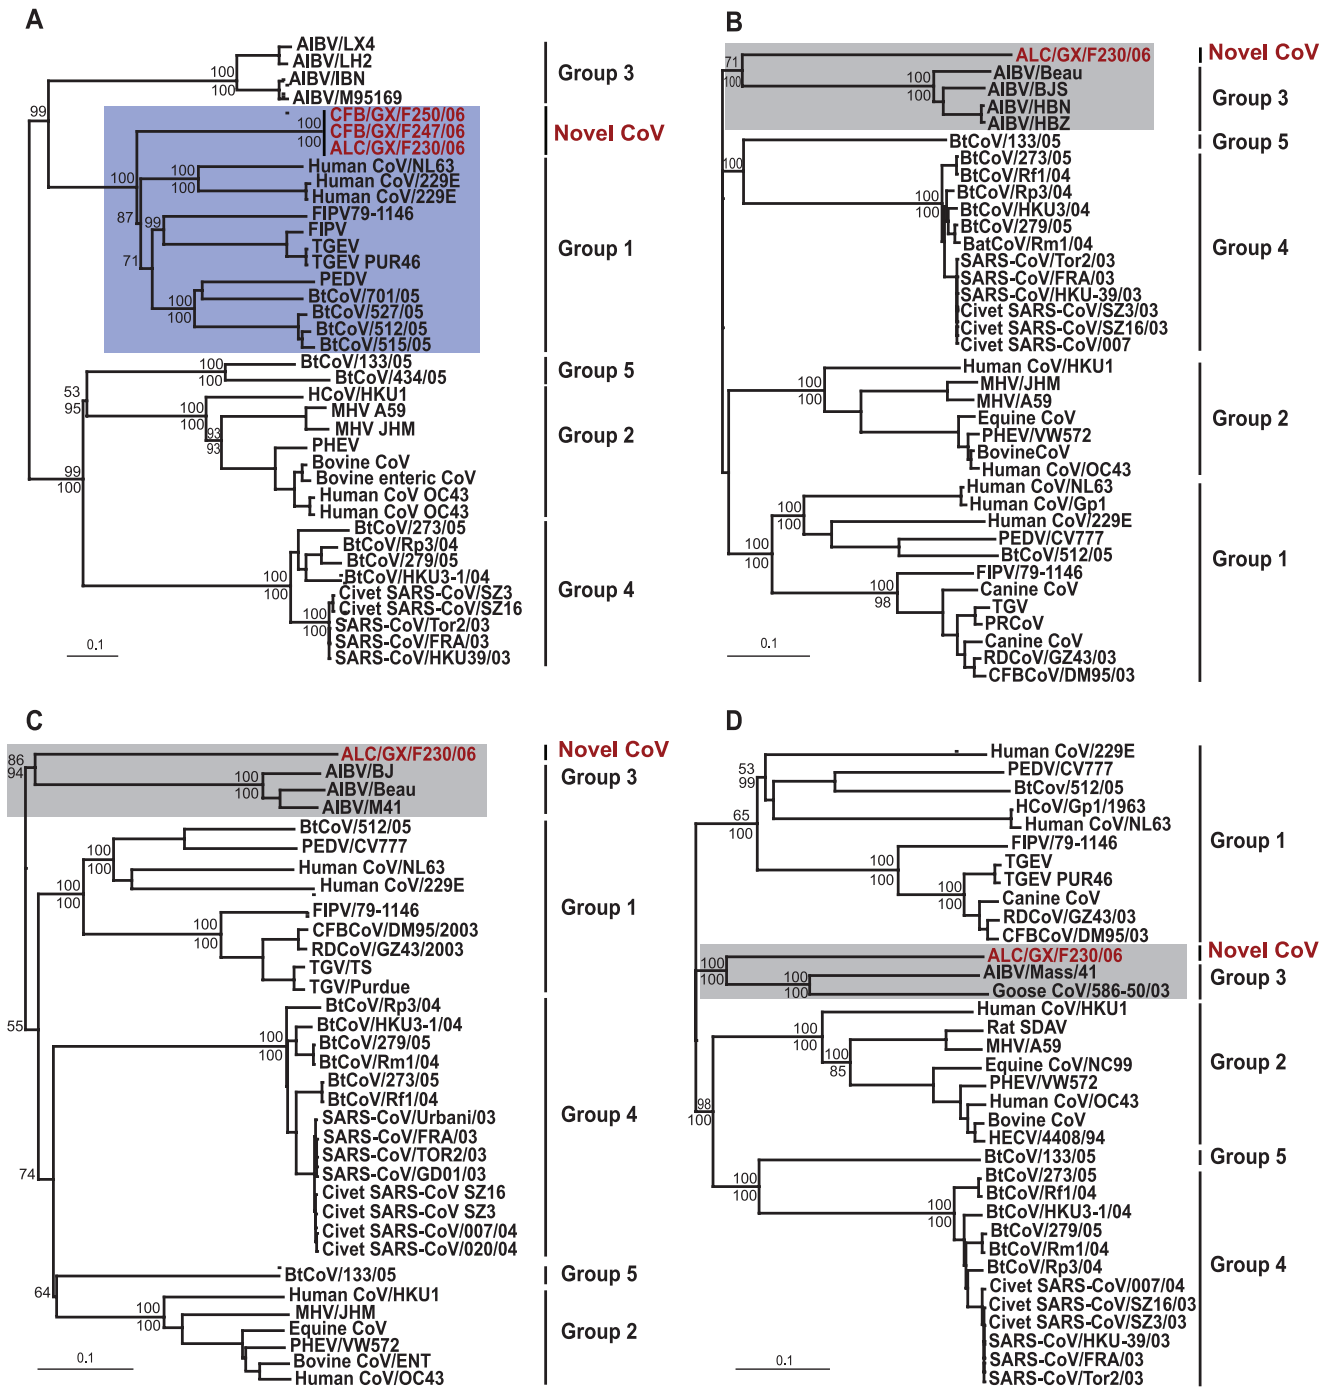 A
AIBV/LX4
AIBV/LH2
AIBV/IBN
AIBV/M95169
CFB/GX/F250/06
CFB/GX/F247/06
ALC/GX/F230/06
Human CoV/NL63
Human CoV/229E
Human CoV/229E
FIPV79-1146
FIPV
TGEV
TGEV PUR46
PEDV
BtCoV/701/05
BtCoV/527/05
BtCoV/512/05
BtCoV/515/05
BtCoV/133/05
BtCoV/434/05
HCoV/HKU1
MHV A59
MHV JHM
PHEV
Bovine CoV
Bovine enteric CoV
Human CoV OC43
Human CoV OC43
BtCoV/273/05
BtCoV/Rp3/04
BtCoV/279/05
BtCoV/HKU3-1/04
Civet SARS-CoV/SZ3
Civet SARS-CoV/SZ16
SARS-CoV/Tor2/03
SARS-CoV/FRA/03
SARS-CoV/HKU39/03
Group 3
Novel CoV
Group 1
Group 5
Group 2
Group 4
100
100
99
100
100
100
100
100
87
99
71
100
100
100
100
53
95
100
100
93
93
99
100
100
100
100
100
0.1
B
ALC/GX/F230/06
AIBV/Beau
AIBV/BJS
AIBV/HBN
AIBV/HBZ
BtCoV/133/05
BtCoV/273/05
BtCoV/Rf1/04
BtCoV/Rp3/04
BtCoV/HKU3/04
BtCoV/279/05
BatCoV/Rm1/04
SARS-CoV/Tor2/03
SARS-CoV/FRA/03
SARS-CoV/HKU-39/03
Civet SARS-CoV/SZ3/03
Civet SARS-CoV/SZ16/03
Civet SARS-CoV/007
Human CoV/HKU1
MHV/JHM
MHV/A59
Equine CoV
PHEV/VW572
BovineCoV
Human CoV/OC43
Human CoV/NL63
Human CoV/Gp1
Human CoV/229E
PEDV/CV777
BtCoV/512/05
FIPV/79-1146
Canine CoV
TGV
PRCoV
Canine CoV
RDCoV/GZ43/03
CFBCoV/DM95/03
Novel CoV
Group 3
Group 5
Group 4
Group 2
Group 1
71
100
100
100
100
100
100
100
100
100
100
100
100
100
98
0.1
C
ALC/GX/F230/06
AIBV/BJ
AIBV/Beau
AIBV/M41
BtCoV/512/05
PEDV/CV777
Human CoV/NL63
Human CoV/229E
FIPV/79-1146
CFBCoV/DM95/2003
RDCoV/GZ43/2003
TGV/TS
TGV/Purdue
BtCoV/Rp3/04
BtCoV/HKU3-1/04
BtCoV/279/05
BtCoV/Rm1/04
BtCoV/273/05
BtCoV/Rf1/04
SARS-CoV/Urbani/03
SARS-CoV/FRA/03
SARS-CoV/TOR2/03
SARS-CoV/GD01/03
Civet SARS-CoV SZ16
Civet SARS-CoV SZ3
Civet SARS-CoV/007/04
Civet SARS-CoV/020/04
BtCoV/133/05
Human CoV/HKU1
MHV/JHM
Equine CoV
PHEV/VW572
Bovine CoV/ENT
Human CoV/OC43
Novel CoV
Group 3
Group 1
Group 4
Group 5
Group 2
86
94
100
100
100
100
100
100
55
100
100
74
64
100
100
0.1
D
Human CoV/229E
PEDV/CV777
BtCov/512/05
HCoV/Gp1/1963
Human CoV/NL63
FIPV/79-1146
TGEV
TGEV PUR46
Canine CoV
RDCoV/GZ43/03
CFBCoV/DM95/03
ALC/GX/F230/06
AIBV/Mass/41
Goose CoV/586-50/03
Human CoV/HKU1
Rat SDAV
MHV/A59
Equine CoV/NC99
PHEV/VW572
Human CoV/OC43
Bovine CoV
HECV/4408/94
BtCoV/133/05
BtCoV/273/05
BtCoV/Rf1/04
BtCoV/HKU3-1/04
BtCoV/279/05
BtCoV/Rm1/04
BtCoV/Rp3/04
Civet SARS-CoV/007/04
Civet SARS-CoV/SZ16/03
Civet SARS-CoV/SZ3/03
SARS-CoV/HKU-39/03
SARS-CoV/FRA/03
SARS-CoV/Tor2/03
Group 1
Novel CoV
Group 3
Group 2
Group 5
Group 4
53
99
65
100
100
100
100
100
100
100
100
100
100
100
100
85
98
100
100
100
100
100
0.1